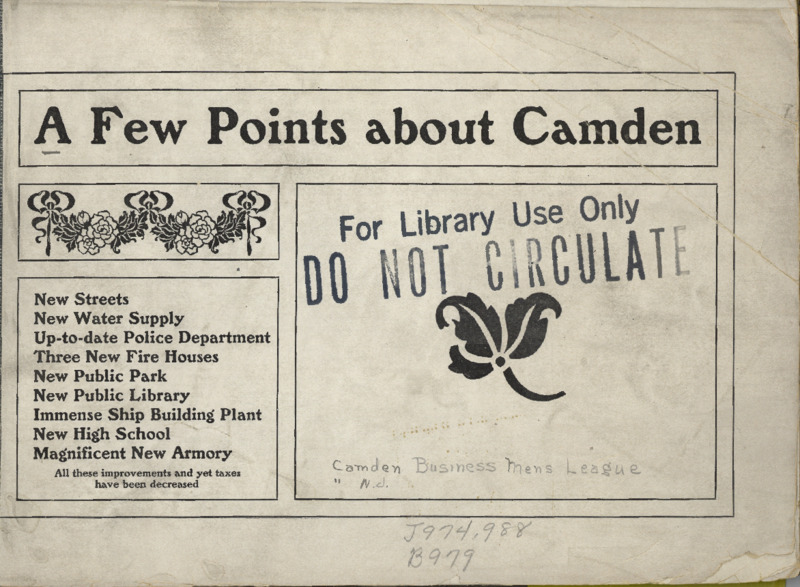 A Few Points about Camden
For Library Use Only
DO NOT CIRCULATE
New Streets
New Water Supply
Up-to-date Police Department
Three New Fire Houses
New Public Park
New Public Library
Immense Ship Building Plant
New High School
Magnificent New Armory
All these improvements and yet taxes
have been decreased
Camden Business Mens League
" N.J.
J974.988
B979